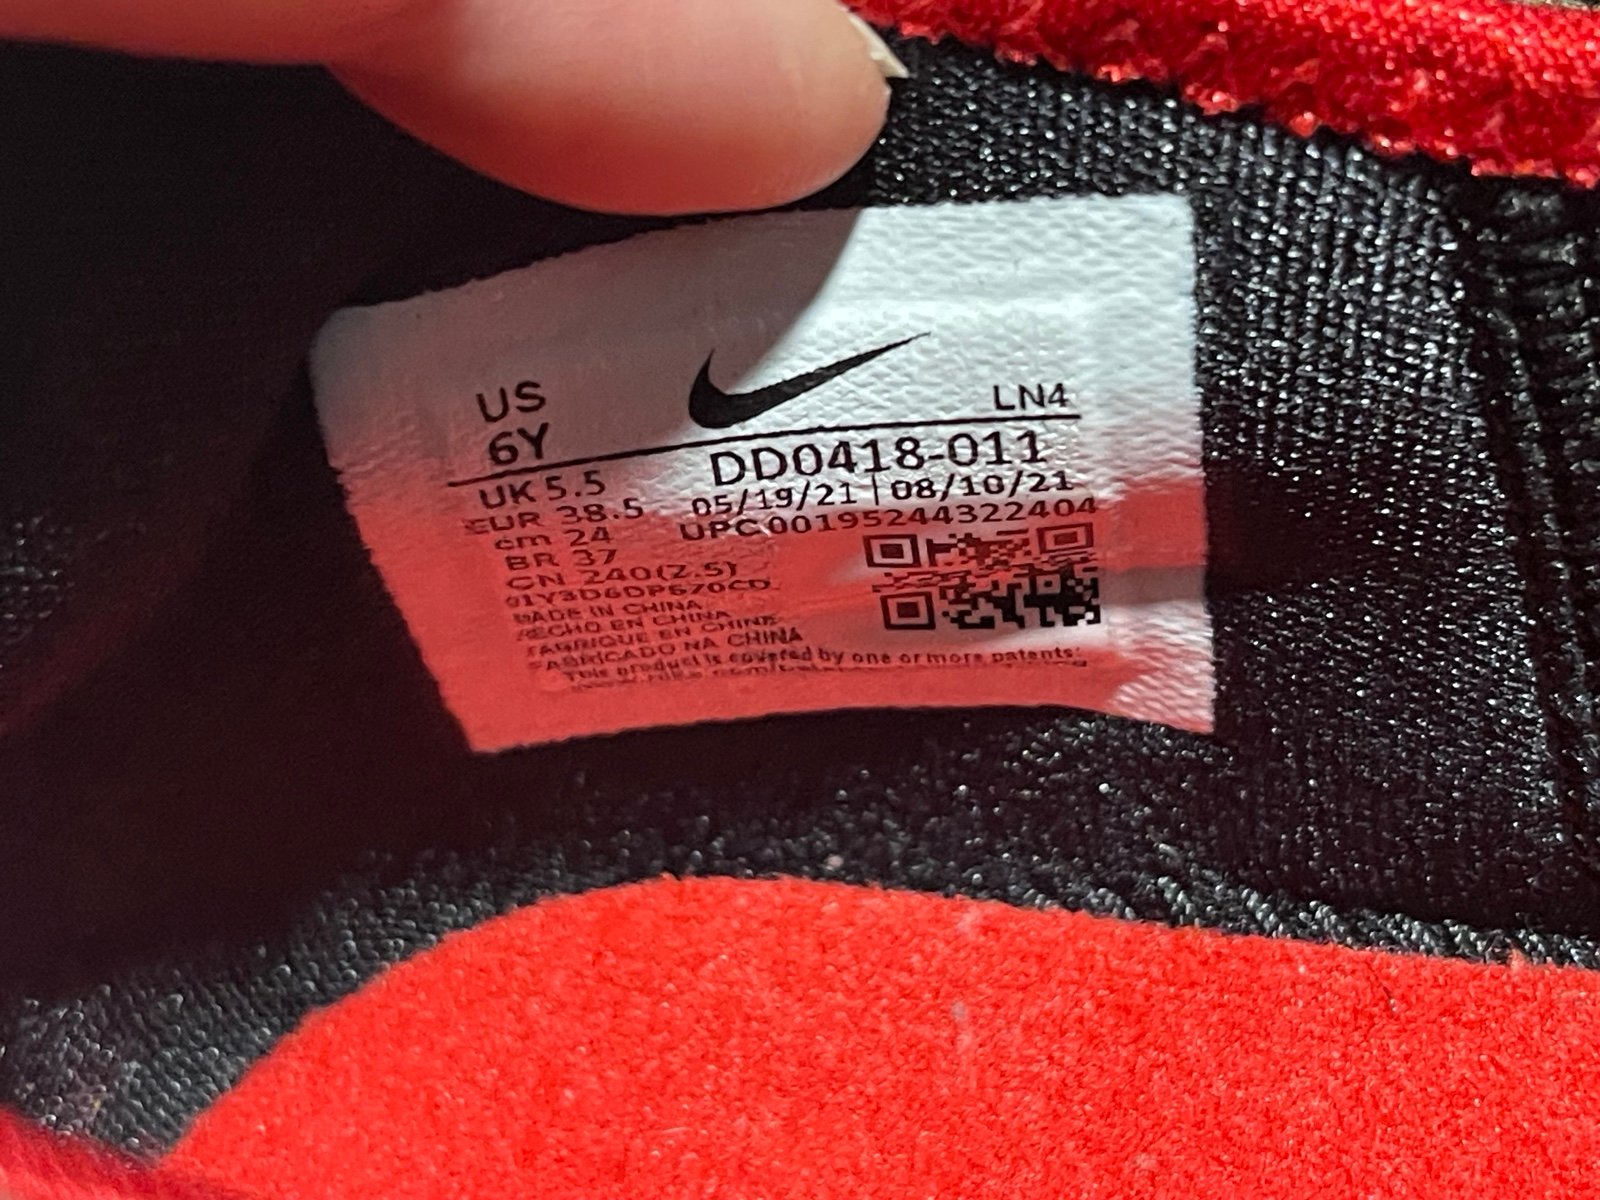 US
6Y
LN4
UK 5.5
EUR 38.5
cm 24
BR 37
CN 240(2.5)
DD0418-011
05/19/21 | 08/10/21
UPC 00195244322404
MADE IN CHINA
HECHO EN CHINA
FABRIQUE EN CHINE
FABRICADO NA CHINA
This product is covered by one or more patents: